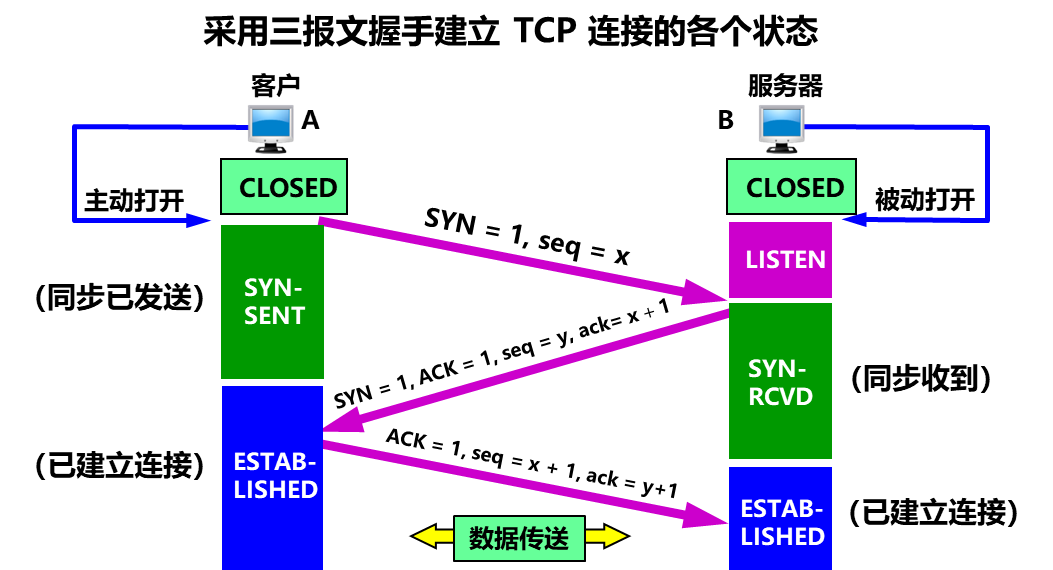 采用三报文握手建立 TCP 连接的各个状态
客户
服务器
A
B
CLOSED
CLOSED
主动打开
被动打开
SYN = 1, seq = x
LISTEN
（同步已发送）
SYN-
SENT
SYN = 1, ACK = 1, seq = y, ack= x + 1
SYN-
RCVD
（同步收到）
ACK = 1, seq = x + 1, ack = y+1
（已建立连接）
ESTAB-
LISHED
ESTAB-
LISHED
（已建立连接）
数据传送